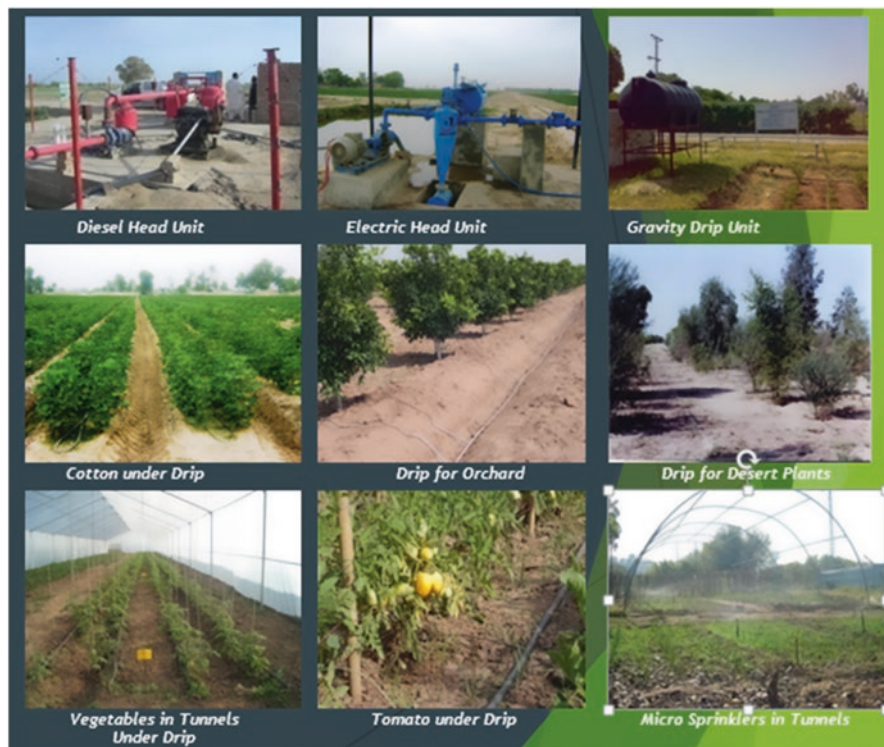 Diesel Head Unit
Electric Head Unit
Gravity Drip Unit
Cotton under Drip
Drip for Orchard
Drip for Desert Plants
Vegetables in Tunnels
Under Drip
Tomato under Drip
Micro Sprinklers in Tunnels